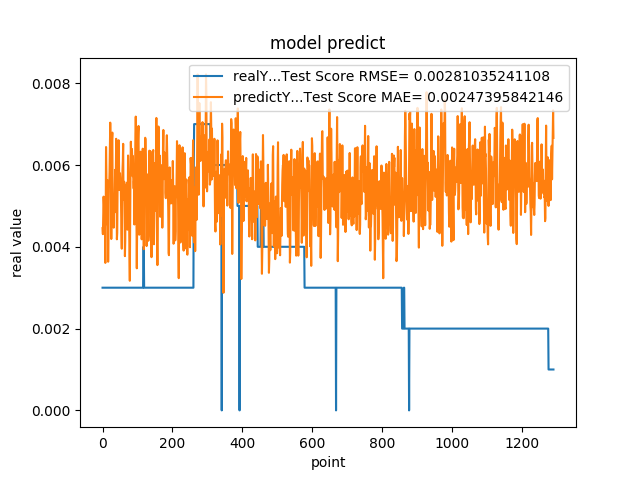 model predict
realY...Test Score RMSE= 0.00281035241108
predictY...Test Score MAE= 0.00247395842146
0.008
0.006
0.004
0.002
0.000
real value
0 200 400 600 800 1000 1200
point